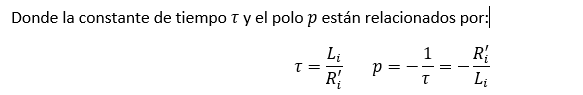 Donde la constante de tiempo τ y el polo p están relacionados por:
τ = L_i / R'_i    p = − 1 / τ = − R'_i / L_i